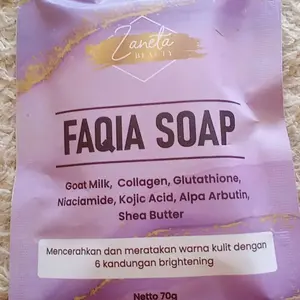 Zaneta
BEAUTY
FAQIA SOAP
Goat Milk, Collagen, Glutathione,
Niaciamide, Kojic Acid, Alpa Arbutin,
Shea Butter
Mencerahkan dan meratakan warna kulit dengan
6 kandungan brightening
Netto 70g